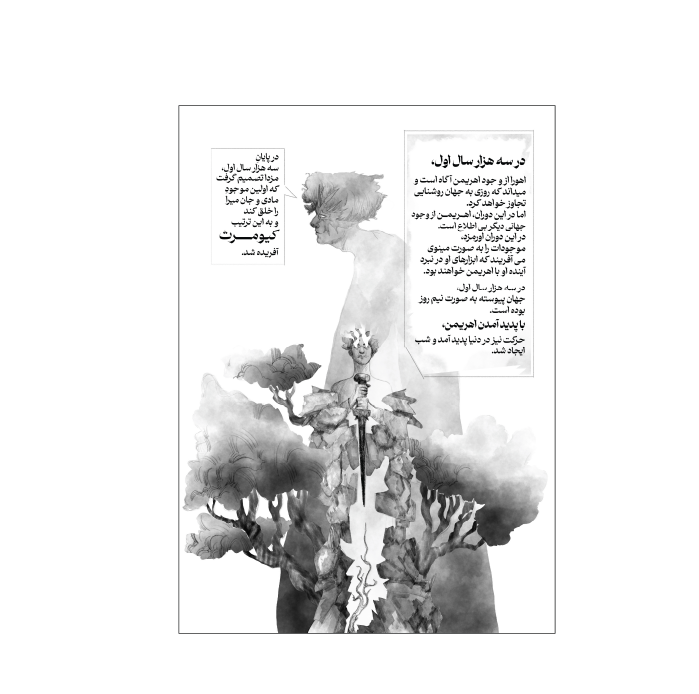 در سه هزار سال اول،
اهورا از و جود اهریمن آگاه است و
میداند که روزی به جهان روشنایی
تجاوز خواهد کرد.
اما در این دوران، اهریمن از وجود
جهانی دیگر بی اطلاع است.
در این دوران اورمزد،
موجودات را به صورت مینوی
می آفریند که ابزارهای او در نبرد
آینده او با اهریمن خواهند بود.
در سه هزار سال اول،
جهان پیوسته به صورت نیم روز
بوده است.
با پدید آمدن اهریمن،
حرکت نیز در دنیا پدید آمد و شب
ایجاد شد.
در پایان
سه هزار سال اول،
مزدا تصمیم گرفت
که اولین موجود
مادی و جان میرا
را خلق کند
و به این ترتیب
کیومرث
آفریده شد.